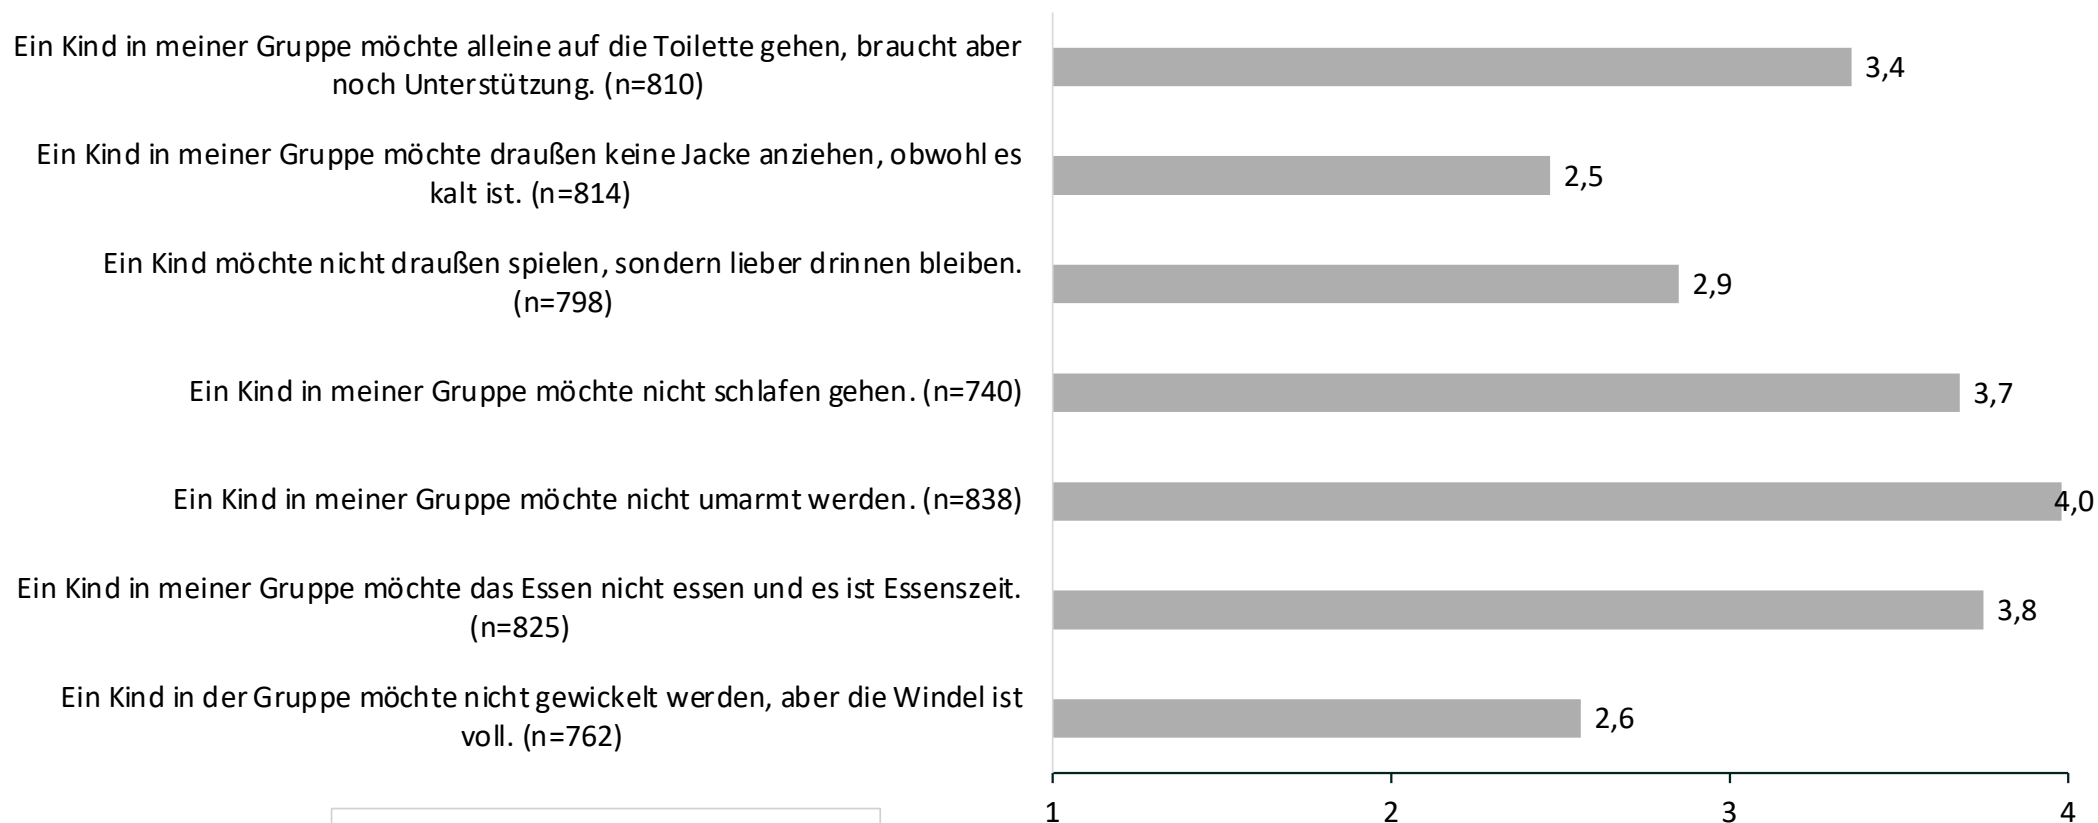 Ein Kind in meiner Gruppe möchte alleine auf die Toilette gehen, braucht aber
noch Unterstützung. (n=810)
3,4
Ein Kind in meiner Gruppe möchte draußen keine Jacke anziehen, obwohl es
kalt ist. (n=814)
2,5
Ein Kind möchte nicht draußen spielen, sondern lieber drinnen bleiben.
(n=798)
2,9
Ein Kind in meiner Gruppe möchte nicht schlafen gehen. (n=740)
3,7
Ein Kind in meiner Gruppe möchte nicht umarmt werden. (n=838)
4,0
Ein Kind in meiner Gruppe möchte das Essen nicht essen und es ist Essenszeit.
(n=825)
3,8
Ein Kind in der Gruppe möchte nicht gewickelt werden, aber die Windel ist
voll. (n=762)
2,6
1 2 3 4